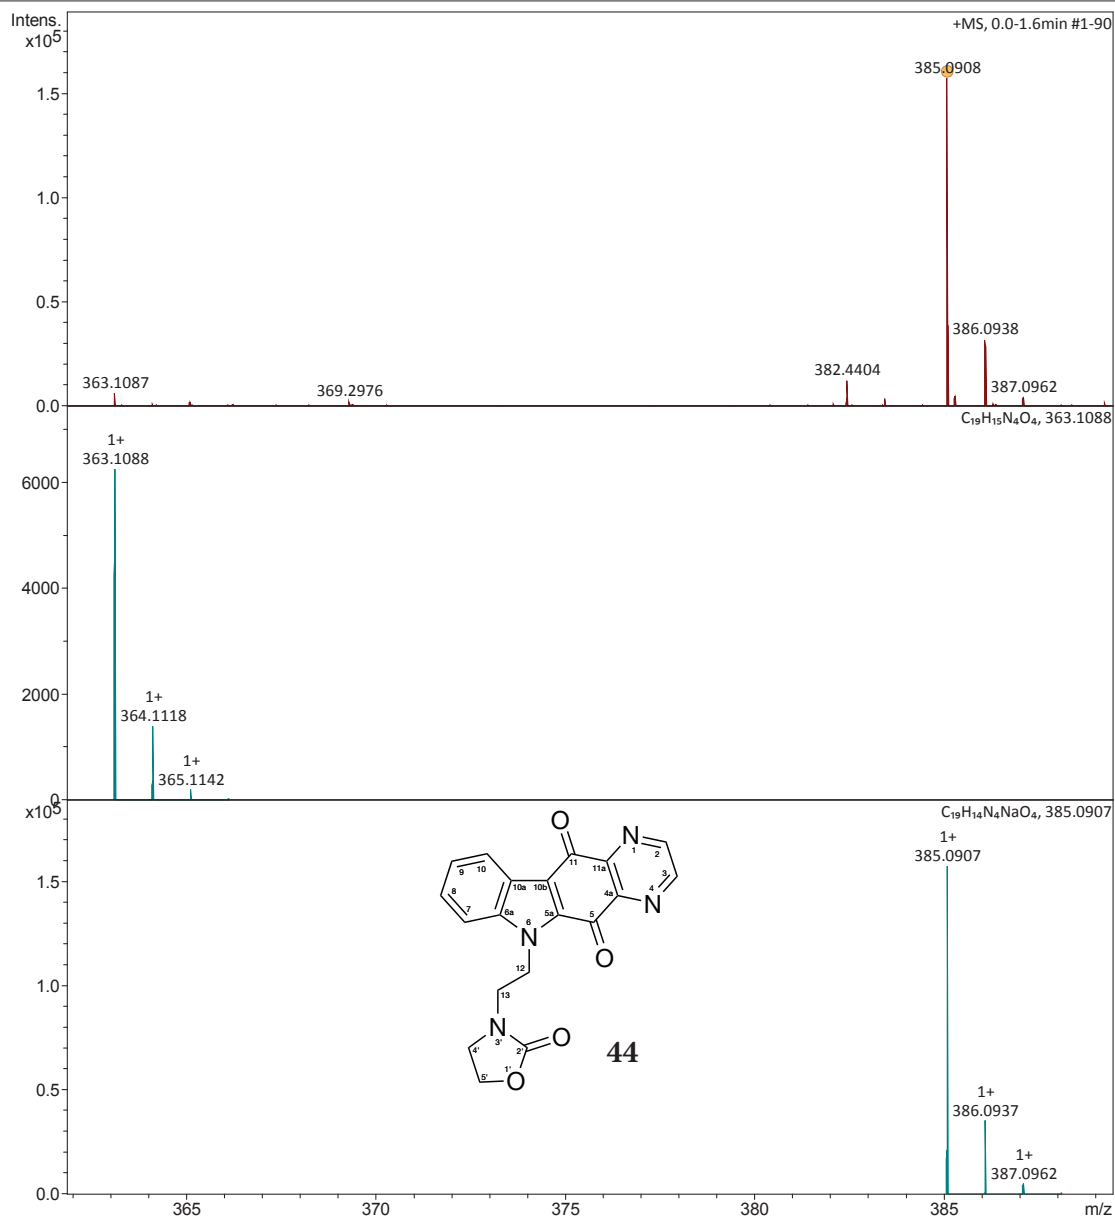 Intens.
x10⁵
+MS, 0.0-1.6min #1-90
385.0908
1.5
1.0
0.5
386.0938
382.4404
363.1087
369.2976
387.0962
0.0
C₁₉H₁₅N₄O₄, 363.1088
1+
363.1088
6000
4000
2000
1+
364.1118
1+
365.1142
0
x10⁵
C₁₉H₁₄N₄NaO₄, 385.0907
1+
385.0907
1.5
1.0
0.5
0.0
1+
386.0937
1+
387.0962
O
N
1
2
11
11a
3
10
9
10a
10b
4a
4
N
8
7
6a
5a
5
6
N
O
12
13
N
3'
4'
2'
O
5'
1'
O
44
365
370
375
380
385
m/z